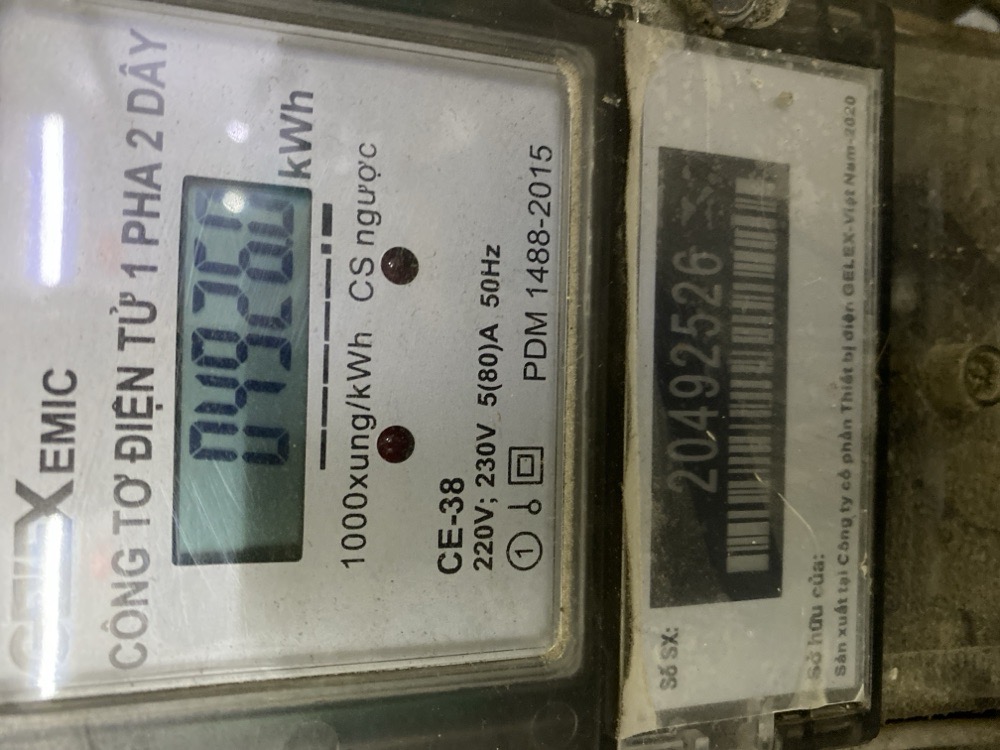 GELEX
EMIC
CÔNG TƠ ĐIỆN TỬ 1 PHA 2 DÂY
kWh
1000xung/kWh CS ngược
CE-38
220V; 230V 5(80)A 50Hz
1
PDM 1488-2015
Số SX:
20492526
Sở hữu của:
Sản xuất tại Công ty cổ phần Thiết bị điện GELEX-Việt Nam-2020